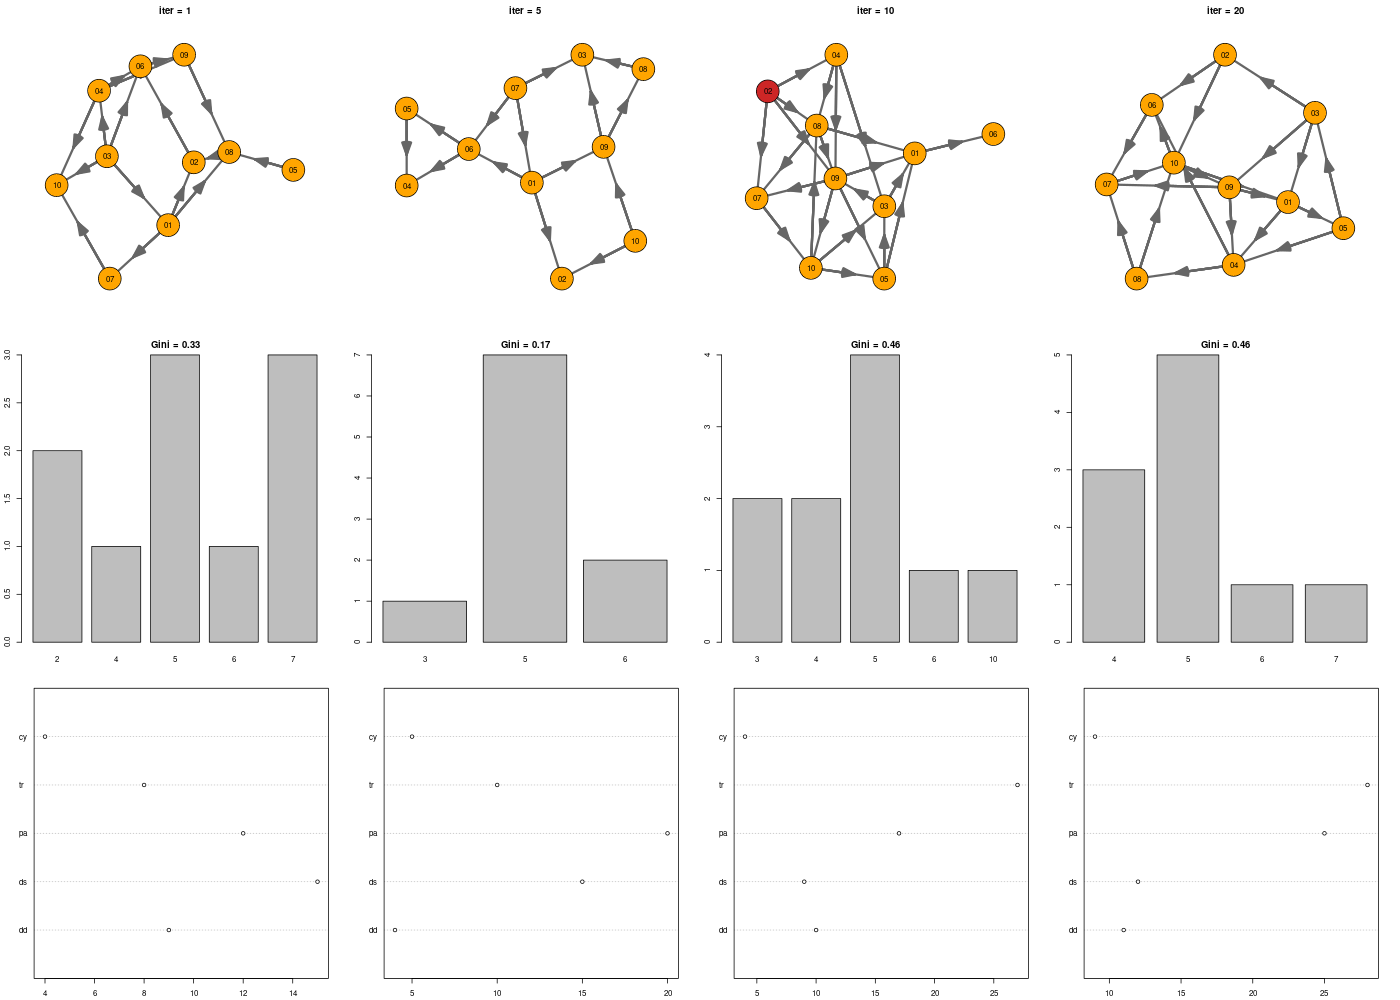 iter = 1
iter = 5
iter = 10
iter = 20
09
06
04
03
02
08
05
10
01
07
03
08
07
05
09
06
04
01
10
02
04
02
08
06
01
09
07
03
10
05
02
06
03
10
07
09
01
05
04
08
Gini = 0.33
Gini = 0.17
Gini = 0.46
Gini = 0.46
3.0
2.5
2.0
1.5
1.0
0.5
0.0
2 4 5 6 7
7
6
5
4
3
2
1
0
3 5 6
4
3
2
1
0
3 4 5 6 10
5
4
3
2
1
0
4 5 6 7
cy
tr
pa
ds
dd
4 6 8 10 12 14
cy
tr
pa
ds
dd
5 10 15 20
cy
tr
pa
ds
dd
5 10 15 20 25
cy
tr
pa
ds
dd
10 15 20 25